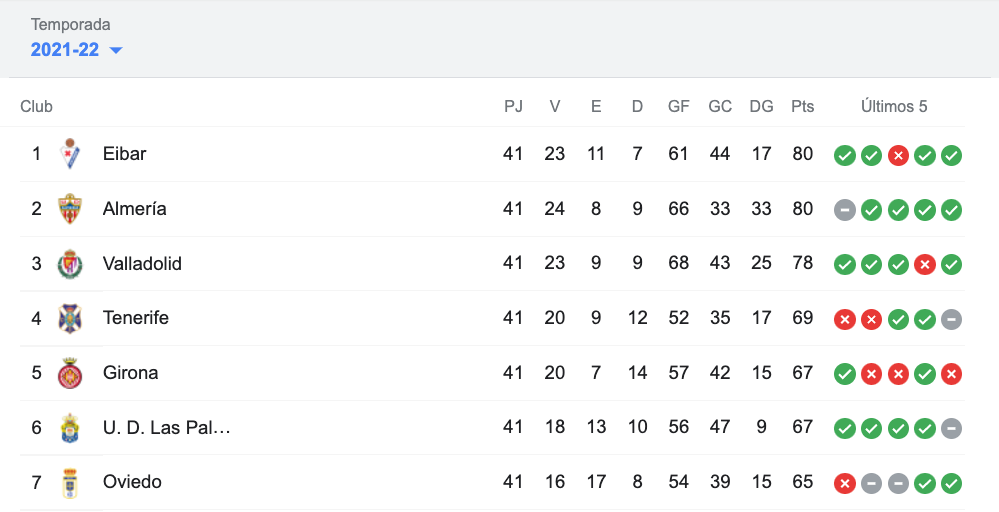 Temporada
2021-22
Club PJ V E D GF GC DG Pts Últimos 5
1 Eibar 41 23 11 7 61 44 17 80
2 Almería 41 24 8 9 66 33 33 80
3 Valladolid 41 23 9 9 68 43 25 78
4 Tenerife 41 20 9 12 52 35 17 69
5 Girona 41 20 7 14 57 42 15 67
6 U. D. Las Pal... 41 18 13 10 56 47 9 67
7 Oviedo 41 16 17 8 54 39 15 65